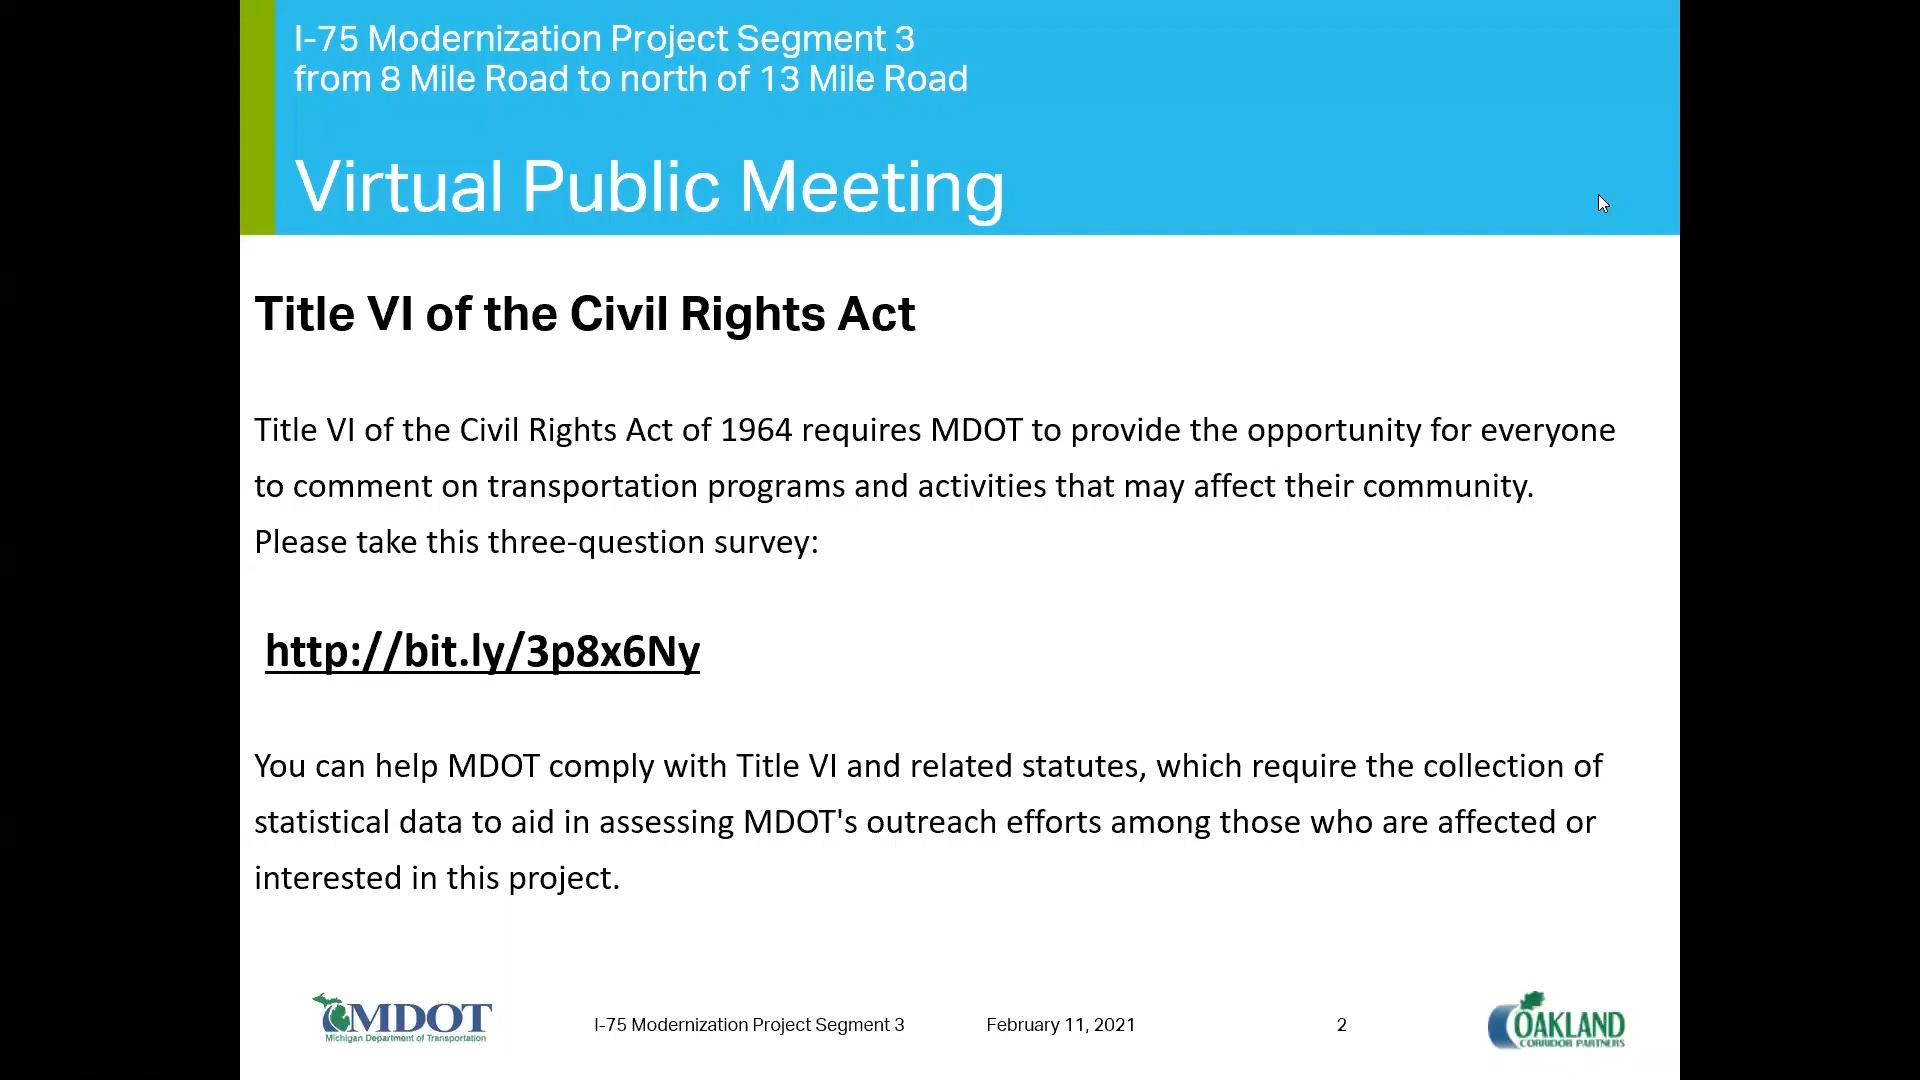 I-75 Modernization Project Segment 3
from 8 Mile Road to north of 13 Mile Road
Virtual Public Meeting
Title VI of the Civil Rights Act
Title VI of the Civil Rights Act of 1964 requires MDOT to provide the opportunity for everyone
to comment on transportation programs and activities that may affect their community.
Please take this three-question survey:
http://bit.ly/3p8x6Ny
You can help MDOT comply with Title VI and related statutes, which require the collection of
statistical data to aid in assessing MDOT's outreach efforts among those who are affected or
interested in this project.
MDOT
Michigan Department of Transportation
I-75 Modernization Project Segment 3
February 11, 2021
2
OAKLAND
CORRIDOR PARTNERS